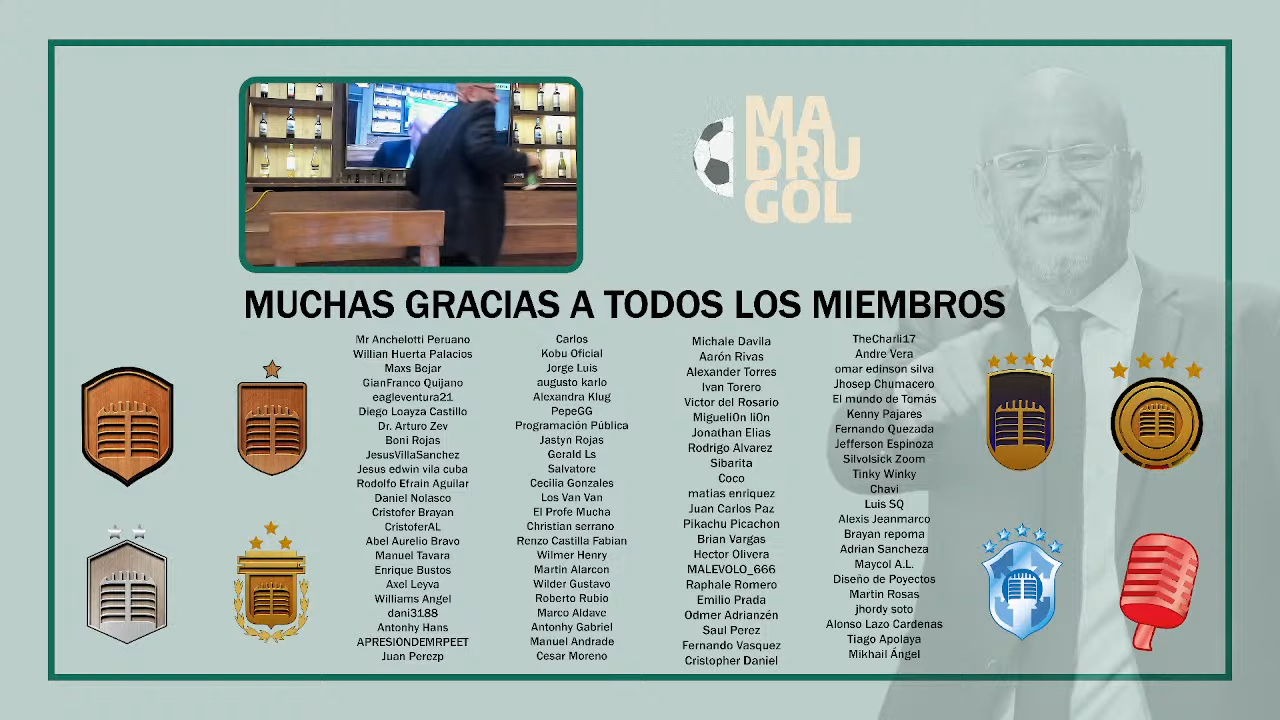 MA
DRU
GOL
MUCHAS GRACIAS A TODOS LOS MIEMBROS
Mr Anchelotti Peruano
Willian Huerta Palacios
Maxs Bejar
GianFranco Quijano
eagleventura21
Diego Loayza Castillo
Dr. Arturo Zev
Boni Rojas
JesusVillaSanchez
Jesus edwin vila cuba
Rodolfo Efrain Aguilar
Daniel Nolasco
Cristofer Brayan
CristoferAL
Abel Aurelio Bravo
Manuel Tavara
Enrique Bustos
Axel Leyva
Williams Angel
dani3188
Antonhy Hans
APRESIONDEMRPEET
Juan Perezp
Carlos
Kobu Oficial
Jorge Luis
augusto karlo
Alexandra Klug
PepeGG
Programación Pública
Jastyn Rojas
Gerald Ls
Salvatore
Cecilia Gonzales
Los Van Van
El Profe Mucha
Christian serrano
Renzo Castilla Fabian
Wilmer Henry
Martin Alarcon
Wilder Gustavo
Roberto Rubio
Marco Aldave
Antonhy Gabriel
Manuel Andrade
Cesar Moreno
Michale Davila
Aarón Rivas
Alexander Torres
Ivan Torero
Victor del Rosario
Migueli0n li0n
Jonathan Elias
Rodrigo Alvarez
Sibarita
Coco
matias enriquez
Juan Carlos Paz
Pikachu Picachon
Brian Vargas
Hector Olivera
MALEVOLO_666
Raphale Romero
Emilio Prada
Odmer Adrianzén
Saul Perez
Fernando Vasquez
Cristopher Daniel
TheCharli17
Andre Vera
omar edinson silva
Jhosep Chumacero
El mundo de Tomás
Kenny Pajares
Fernando Quezada
Jefferson Espinoza
Silvolsick Zoom
Tinky Winky
Chavi
Luis SQ
Alexis Jeanmarco
Brayan repoma
Adrian Sancheza
Maycol A.L.
Diseño de Poyectos
Martin Rosas
jhordy soto
Alonso Lazo Cardenas
Tiago Apolaya
Mikhail Ángel